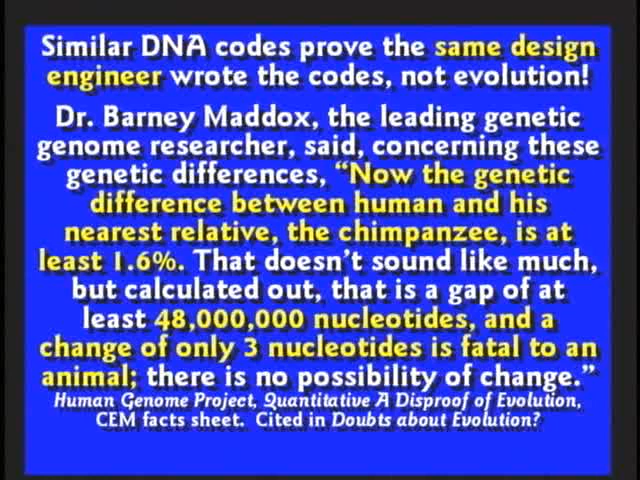 Similar DNA codes prove the same design
engineer wrote the codes, not evolution!
Dr. Barney Maddox, the leading genetic
genome researcher, said, concerning these
genetic differences, “Now the genetic
difference between human and his
nearest relative, the chimpanzee, is at
least 1.6%. That doesn’t sound like much,
but calculated out, that is a gap of at
least 48,000,000 nucleotides, and a
change of only 3 nucleotides is fatal to an
animal; there is no possibility of change.”
Human Genome Project, Quantitative A Disproof of Evolution,
CEM facts sheet. Cited in Doubts about Evolution?